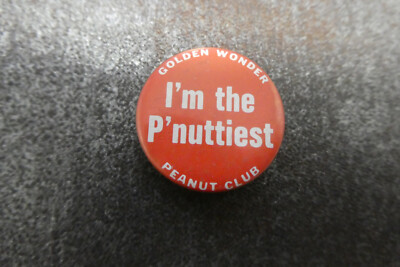 GOLDEN WONDER
I'm the
P'nuttiest
PEANUT CLUB